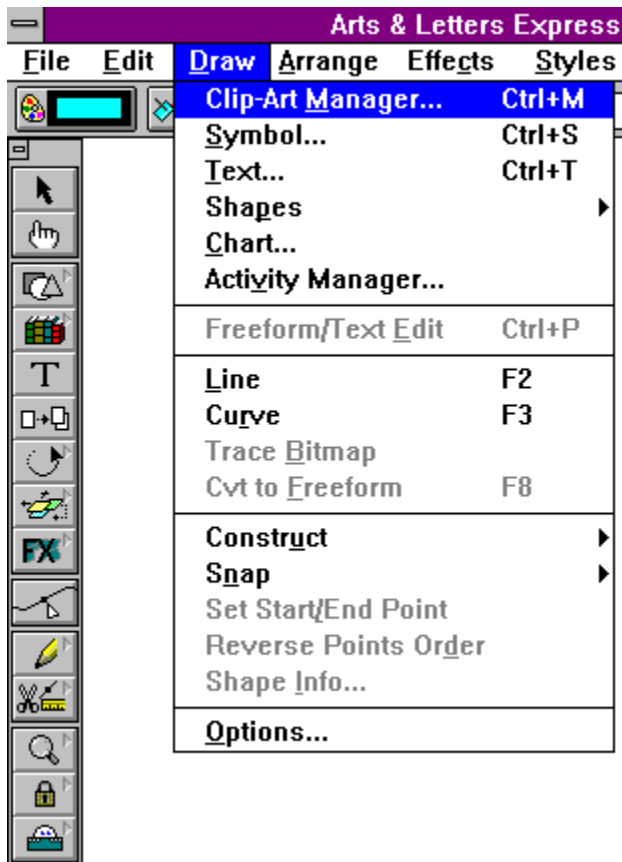 Arts & Letters Express
File Edit Draw Arrange Effects Styles
Clip-Art Manager... Ctrl+M
Symbol... Ctrl+S
Text... Ctrl+T
Shapes
Chart...
Activity Manager...
Freeform/Text Edit Ctrl+P
Line F2
Curve F3
Trace Bitmap
Cvt to Freeform F8
Construct
Snap
Set Start/End Point
Reverse Points Order
Shape Info...
Options...
T
FX